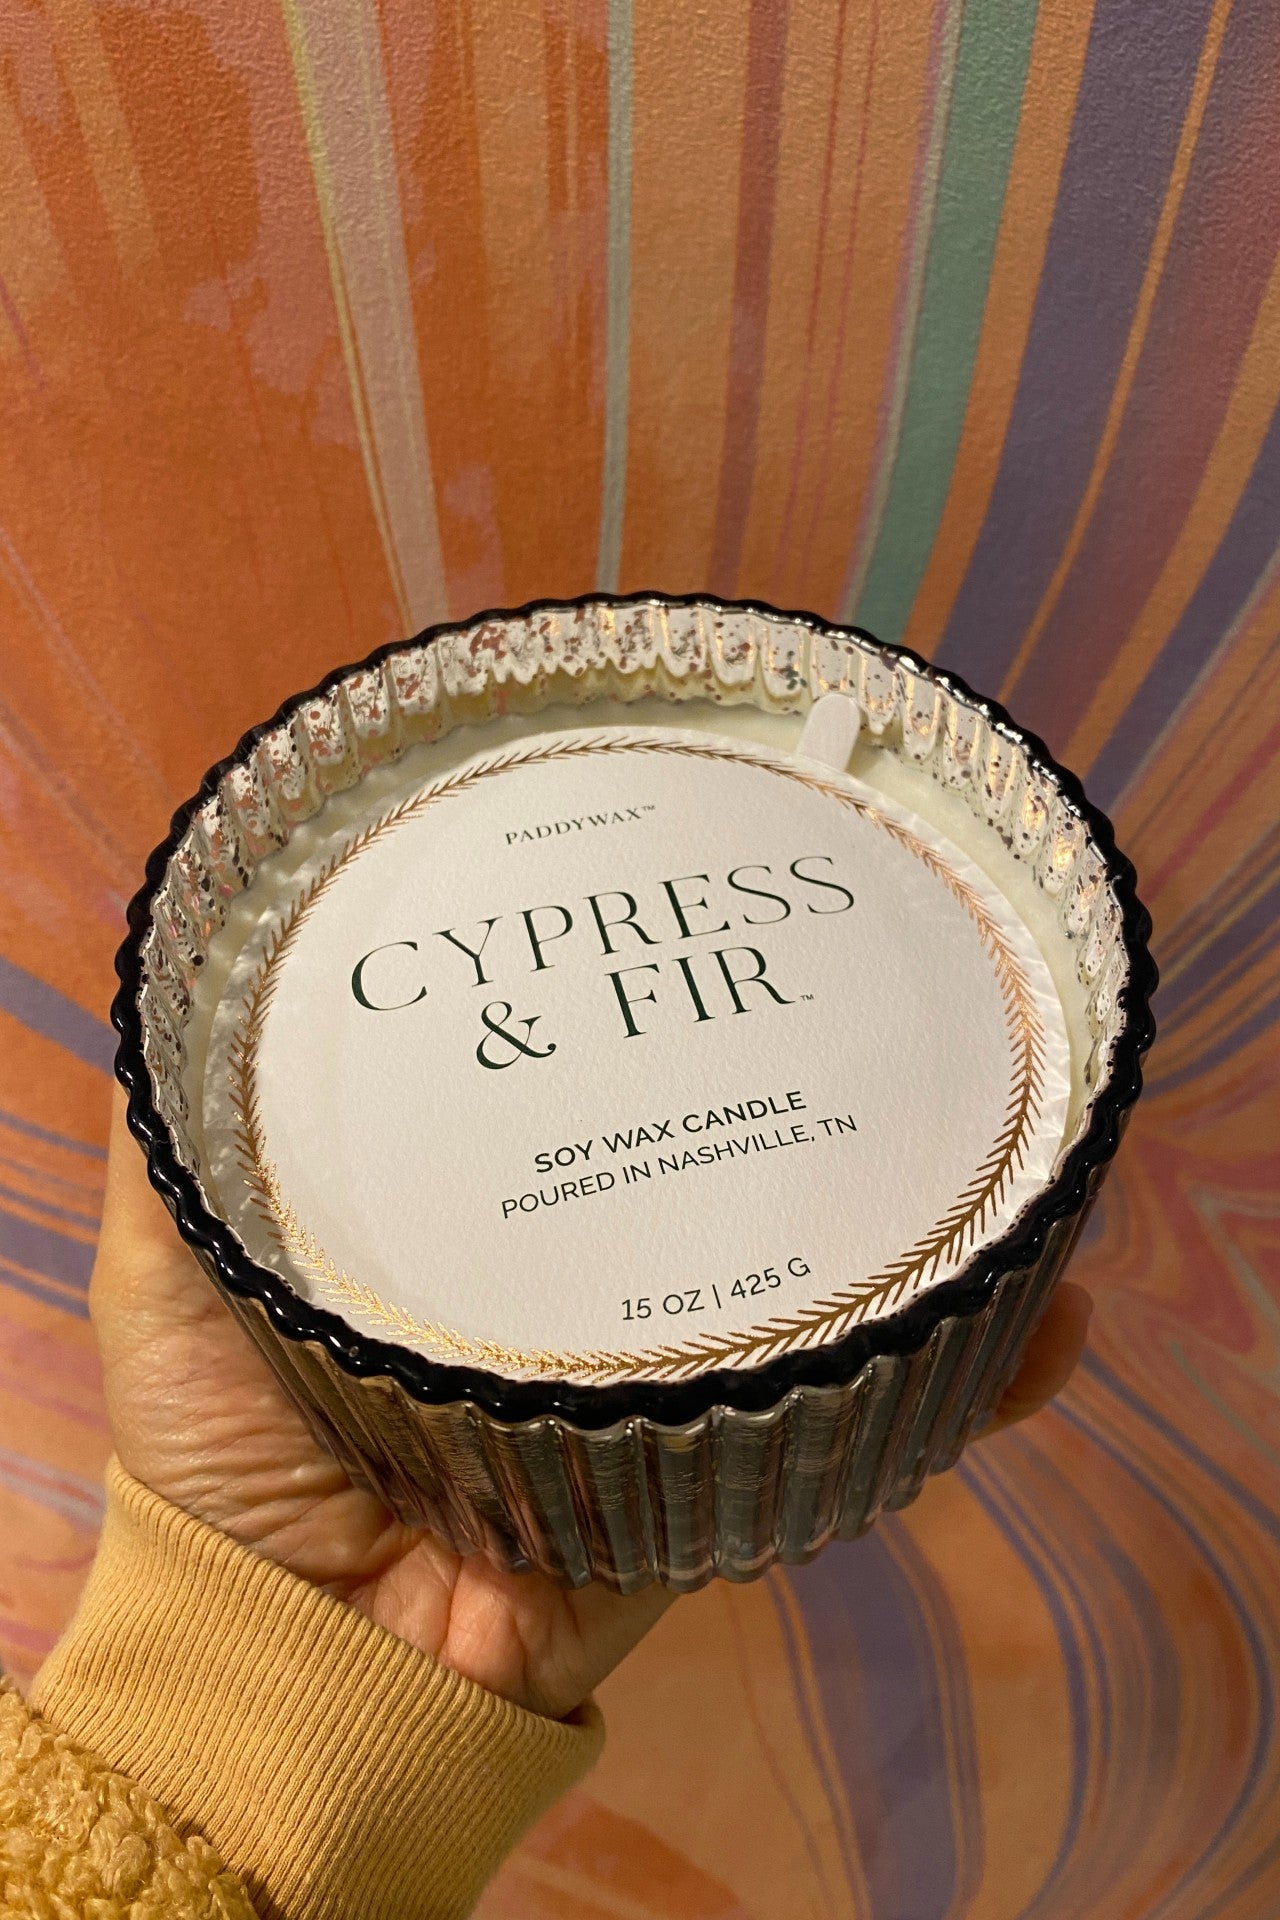 PADDYWAX™
CYPRESS
& FIR™
SOY WAX CANDLE
POURED IN NASHVILLE, TN
15 OZ | 425 G